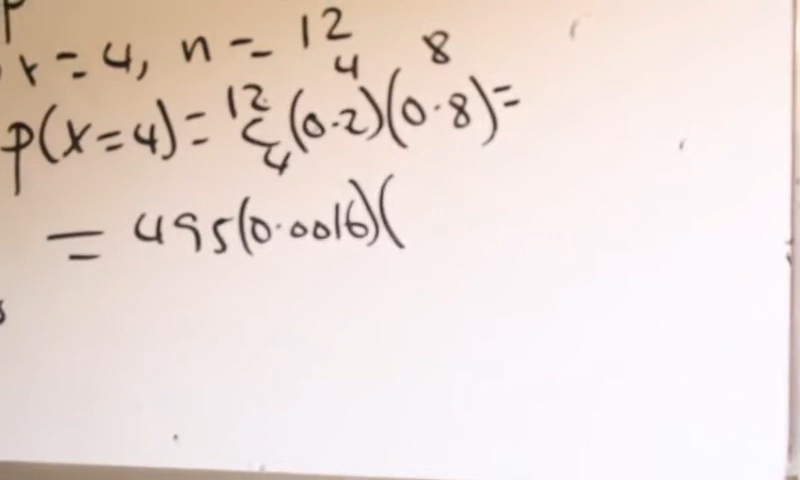 r = 4, n = 12
p(x=4) = ¹²C₄ (0.2)⁴(0.8)⁸ =
= 495(0.0016)(